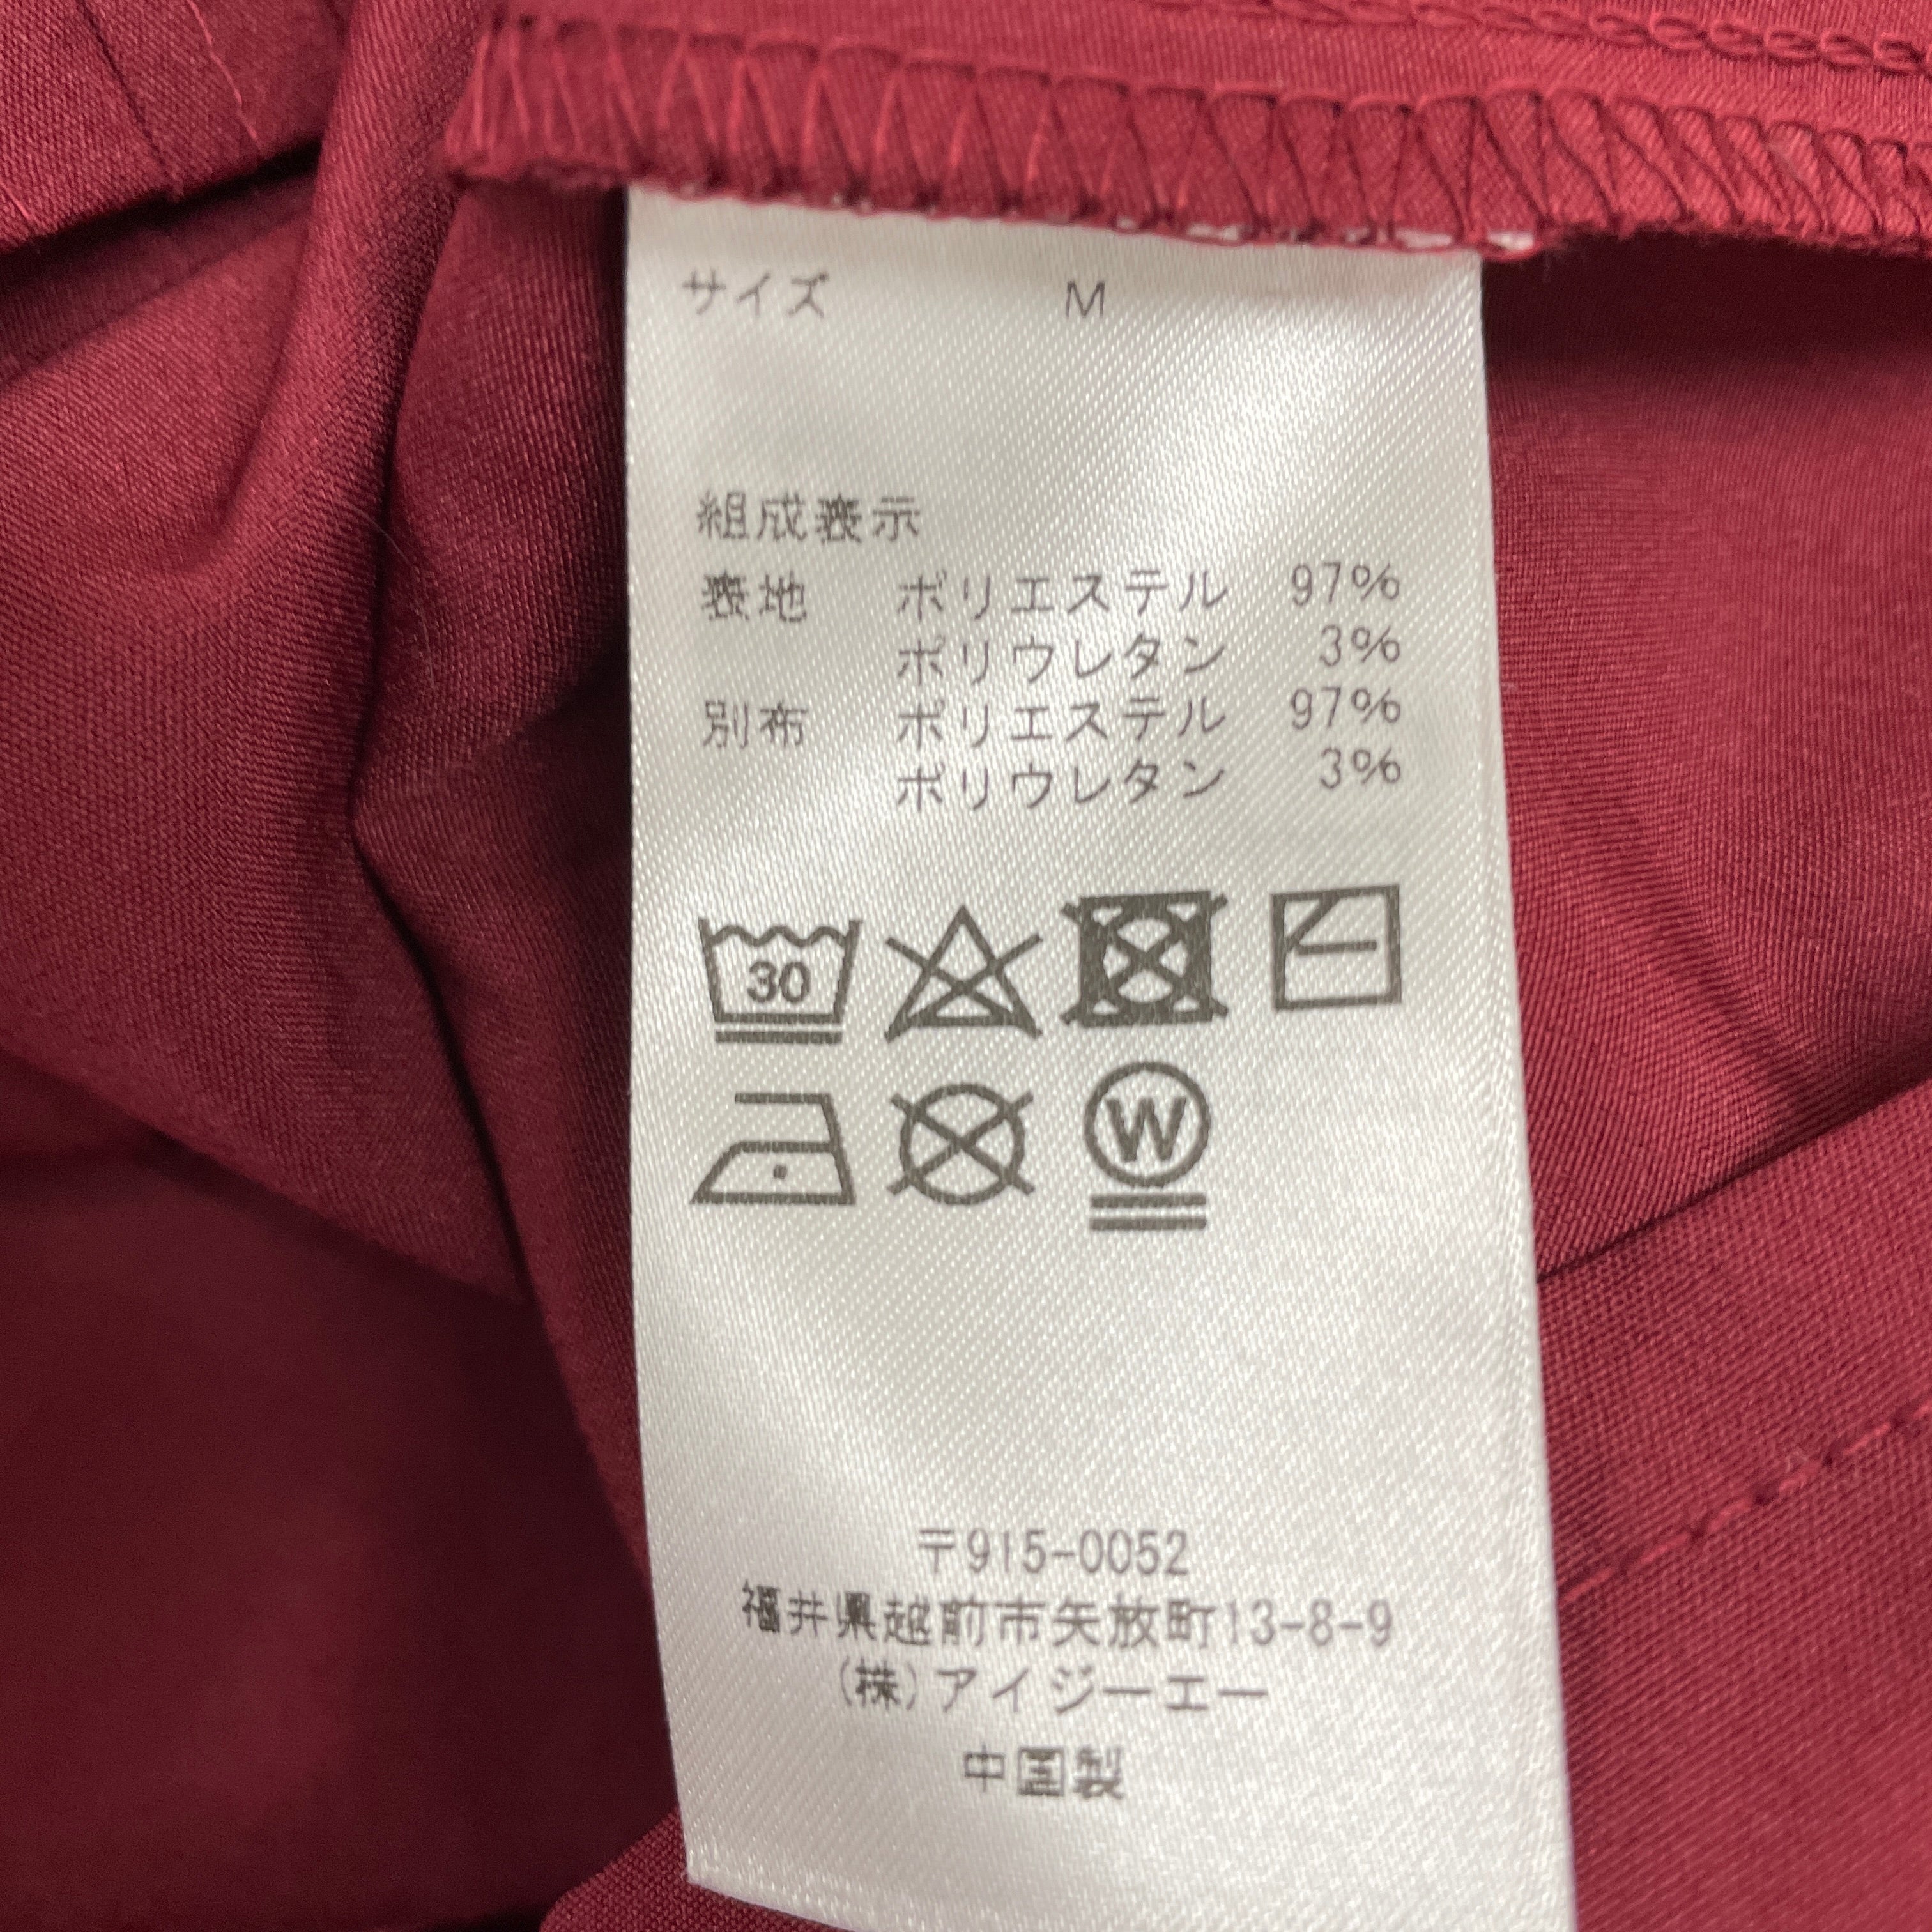 サイズ M
組成表示
表地 ポリエステル 97%
ポリウレタン 3%
別布 ポリエステル 97%
ポリウレタン 3%
30
W
〒915-0052
福井県越前市矢放町13-8-9
(株)アイジーエー
中国製